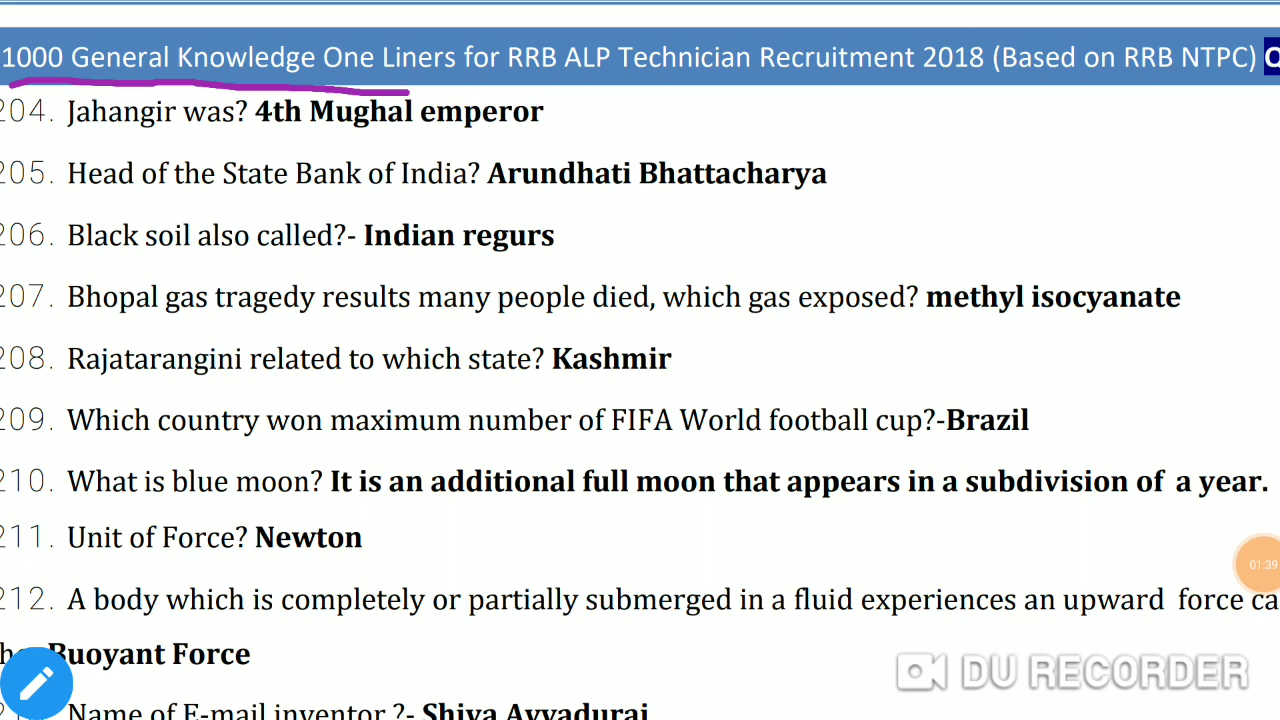 1000 General Knowledge One Liners for RRB ALP Technician Recruitment 2018 (Based on RRB NTPC) Q
204. Jahangir was? 4th Mughal emperor
205. Head of the State Bank of India? Arundhati Bhattacharya
206. Black soil also called?- Indian regurs
207. Bhopal gas tragedy results many people died, which gas exposed? methyl isocyanate
208. Rajatarangini related to which state? Kashmir
209. Which country won maximum number of FIFA World football cup?-Brazil
210. What is blue moon? It is an additional full moon that appears in a subdivision of a year.
211. Unit of Force? Newton
01:39
212. A body which is completely or partially submerged in a fluid experiences an upward force ca
Buoyant Force
DU RECORDER
Name of E-mail inventor ?- Shiva Ayyadurai